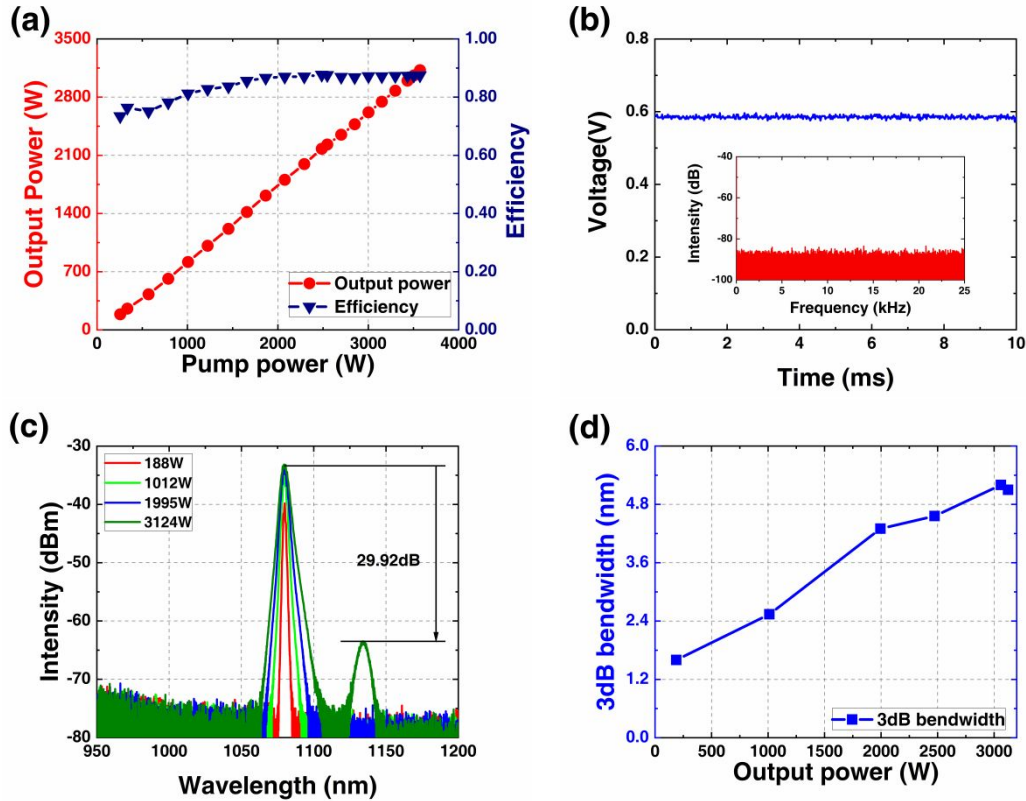 (a)
3500
2800
2100
1400
700
0
Output Power (W)
1.00
0.80
0.60
0.40
0.20
0.00
Efficiency
Output power
Efficiency
0 1000 2000 3000 4000
Pump power (W)
(b)
0.8
0.6
0.4
0.2
0.0
Voltage(V)
-40
-60
-80
-100
Intensity (dB)
0 5 10 15 20 25
Frequency (kHz)
0 2 4 6 8 10
Time (ms)
(c)
-30
-40
-50
-60
-70
-80
Intensity (dBm)
188W
1012W
1995W
3124W
29.92dB
950 1000 1050 1100 1150 1200
Wavelength (nm)
(d)
6.0
4.8
3.6
2.4
1.2
0.0
3dB bendwidth (nm)
3dB bendwidth
0 500 1000 1500 2000 2500 3000
Output power (W)